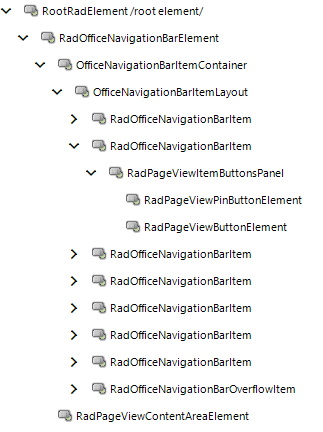 RootRadElement /root element/
RadOfficeNavigationBarElement
OfficeNavigationBarItemContainer
OfficeNavigationBarItemLayout
RadOfficeNavigationBarItem
RadOfficeNavigationBarItem
RadPageViewItemButtonsPanel
RadPageViewPinButtonElement
RadPageViewButtonElement
RadOfficeNavigationBarItem
RadOfficeNavigationBarItem
RadOfficeNavigationBarItem
RadOfficeNavigationBarItem
RadOfficeNavigationBarItem
RadOfficeNavigationBarOverflowItem
RadPageViewContentAreaElement